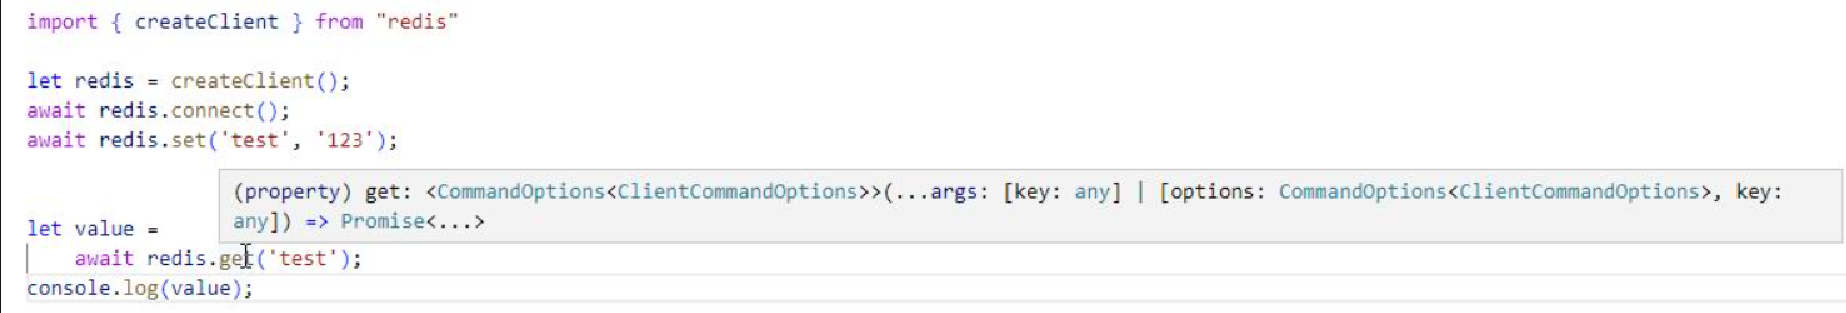 import { createClient } from "redis"
let redis = createClient();
await redis.connect();
await redis.set('test', '123');
(property) get: <CommandOptions<ClientCommandOptions>>(...args: [key: any] | [options: CommandOptions<ClientCommandOptions>, key:
any]) => Promise<...>
let value =
await redis.get('test');
console.log(value);